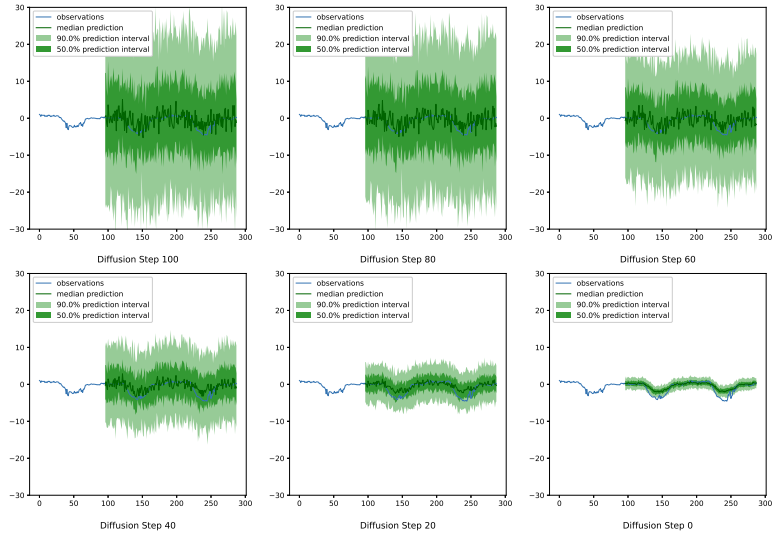 observations
median prediction
90.0% prediction interval
50.0% prediction interval
30
20
10
0
−10
−20
−30
0 50 100 150 200 250 300
Diffusion Step 100
observations
median prediction
90.0% prediction interval
50.0% prediction interval
30
20
10
0
−10
−20
−30
0 50 100 150 200 250 300
Diffusion Step 80
observations
median prediction
90.0% prediction interval
50.0% prediction interval
30
20
10
0
−10
−20
−30
0 50 100 150 200 250 300
Diffusion Step 60
observations
median prediction
90.0% prediction interval
50.0% prediction interval
30
20
10
0
−10
−20
−30
0 50 100 150 200 250 300
Diffusion Step 40
observations
median prediction
90.0% prediction interval
50.0% prediction interval
30
20
10
0
−10
−20
−30
0 50 100 150 200 250 300
Diffusion Step 20
observations
median prediction
90.0% prediction interval
50.0% prediction interval
30
20
10
0
−10
−20
−30
0 50 100 150 200 250 300
Diffusion Step 0